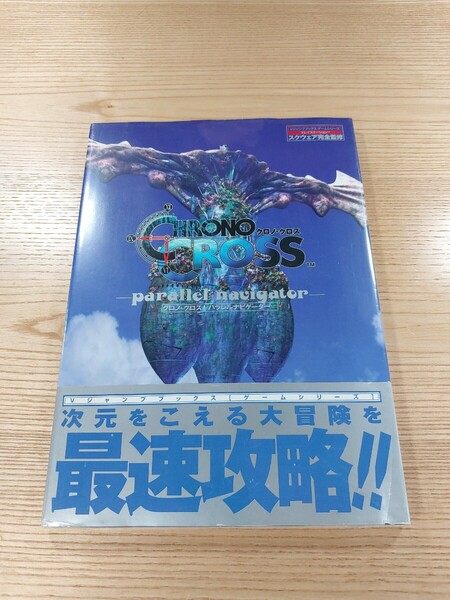 スクウェア完全監修
CHRONO
クロノ・クロス
CROSS
TM
parallel navigator
クロノ・クロス パラレルナビゲーター
Vジャンプブックス[ゲームシリーズ]
次元をこえる大冒険を
最速攻略!!